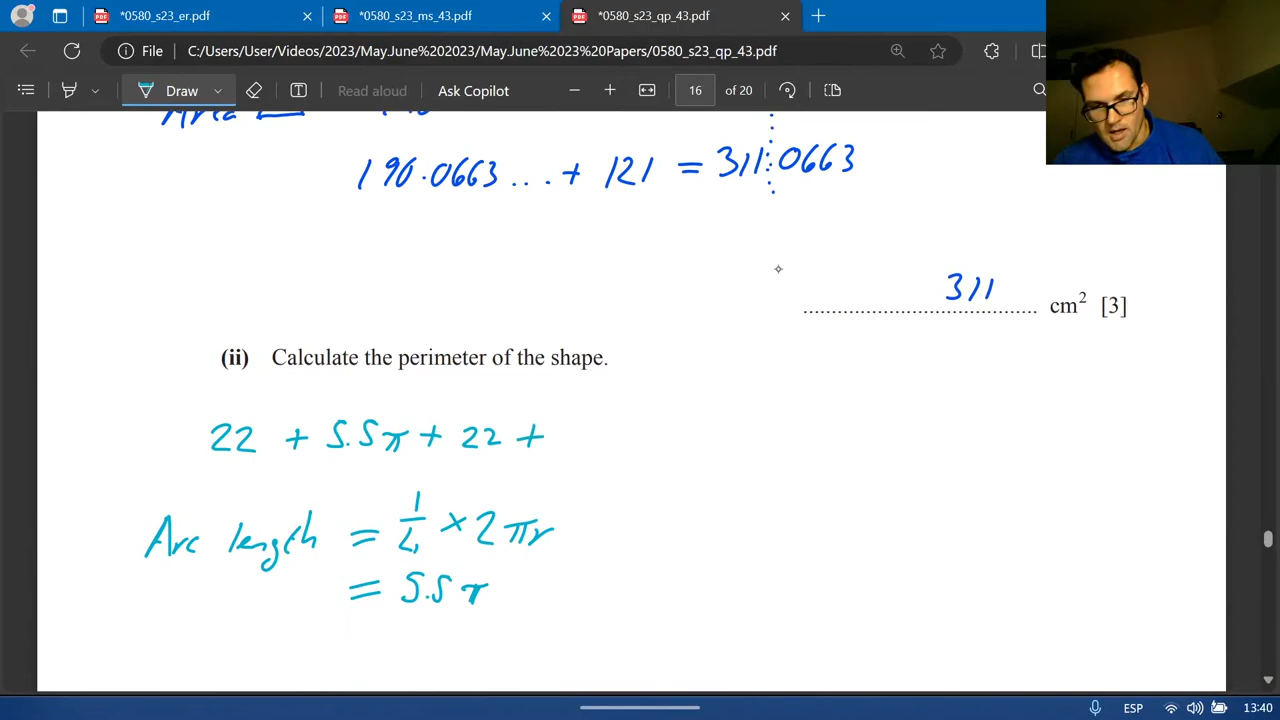 *0580_s23_er.pdf
*0580_s23_ms_43.pdf
*0580_s23_qp_43.pdf
File
C:/Users/User/Videos/2023/May.June%202023/May.June%2023%20Papers/0580_s23_qp_43.pdf
Draw
Read aloud
Ask Copilot
16 of 20
190.0663... + 121 = 311.0663
311
.......................................... cm² [3]
(ii) Calculate the perimeter of the shape.
22 + 5.5π + 22 +
Arc length = 1/4 × 2πr
= 5.5π
ESP
13:40